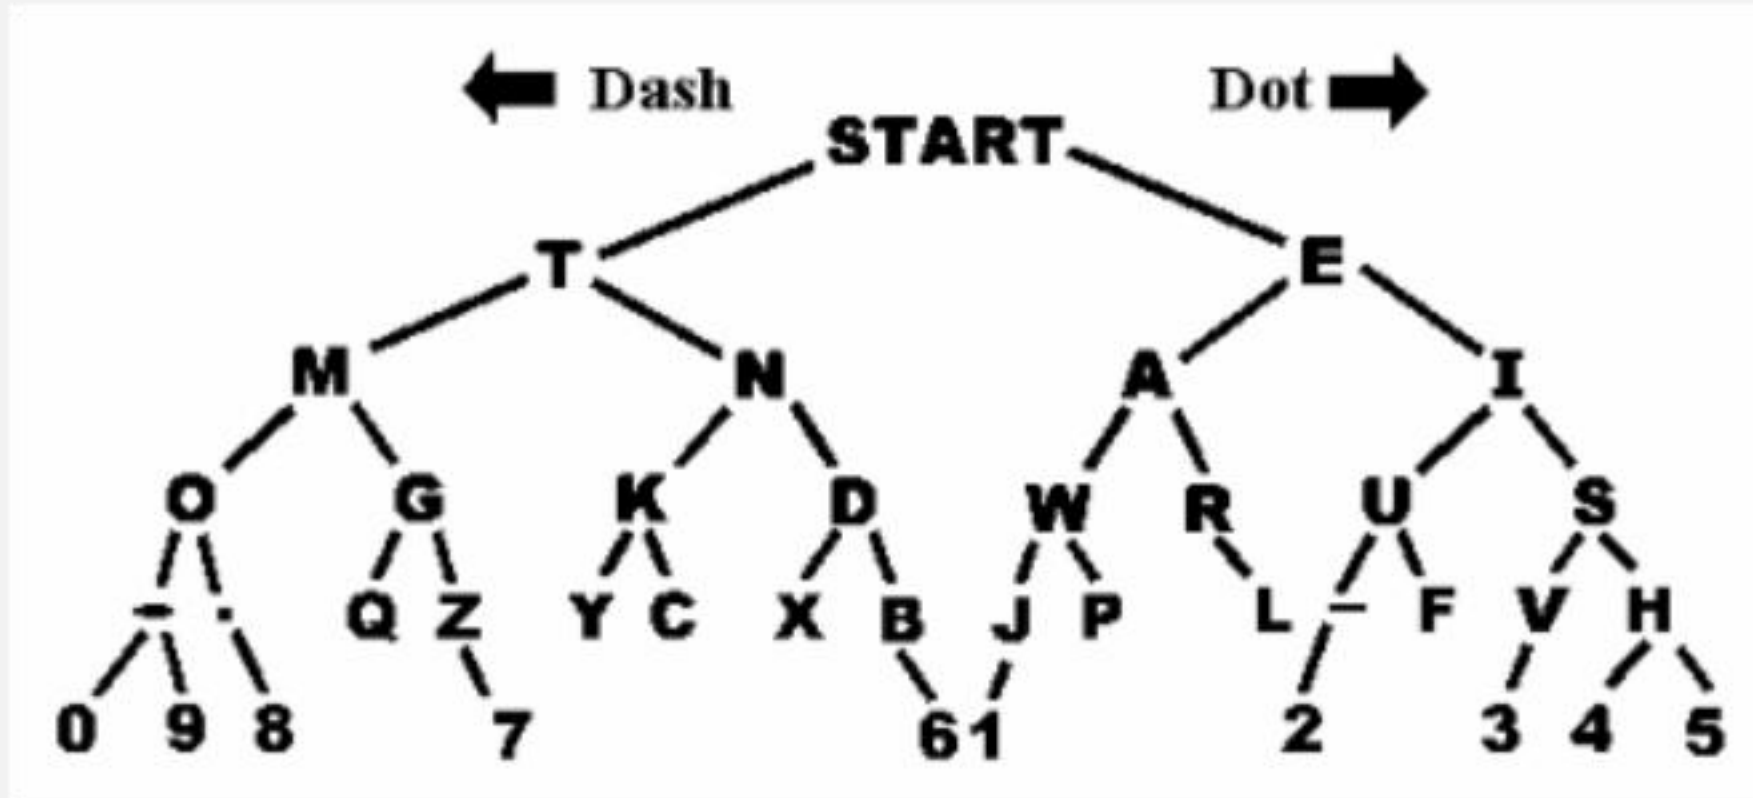 Dash Dot
START
T E
M N A I
O G K D W R U S
- . Q Z Y C X B J P L - F V H
0 9 8 7 6 1 2 3 4 5